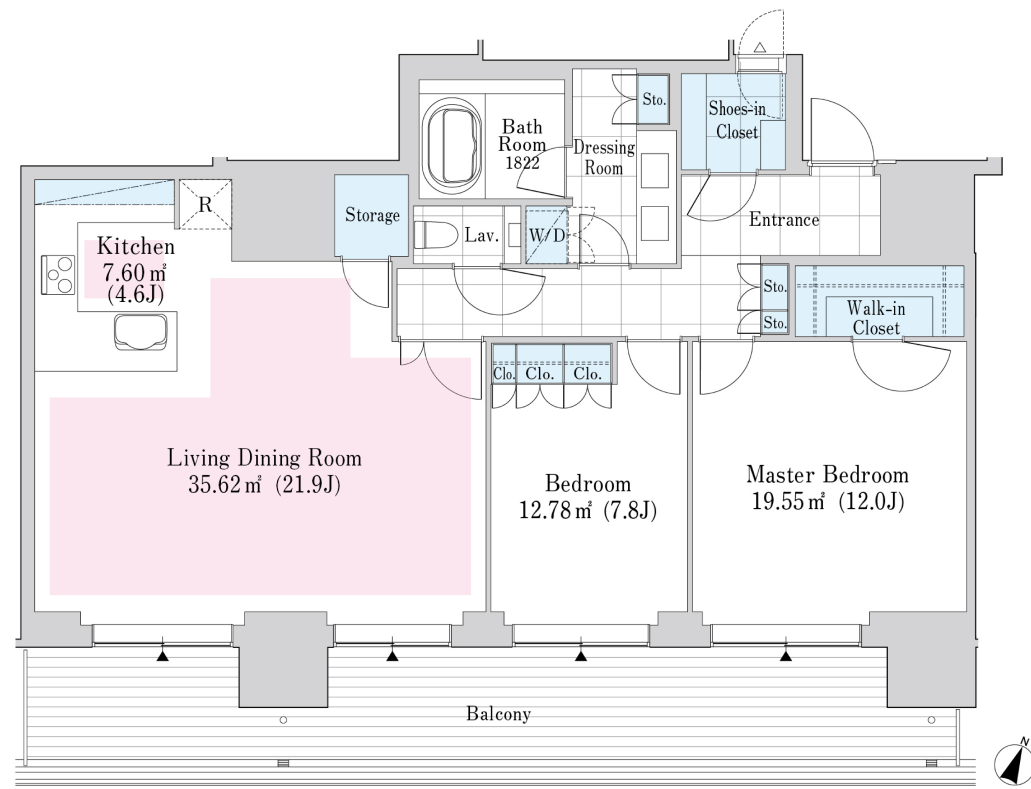 Sto.
Shoes-in
Closet
Bath
Room
1822
Dressing
Room
R
Storage
Lav.
W/D
Entrance
Kitchen
7.60㎡
(4.6J)
Sto.
Sto.
Walk-in
Closet
Clo.
Clo.
Clo.
Living Dining Room
35.62㎡ (21.9J)
Bedroom
12.78㎡ (7.8J)
Master Bedroom
19.55㎡ (12.0J)
Balcony
N